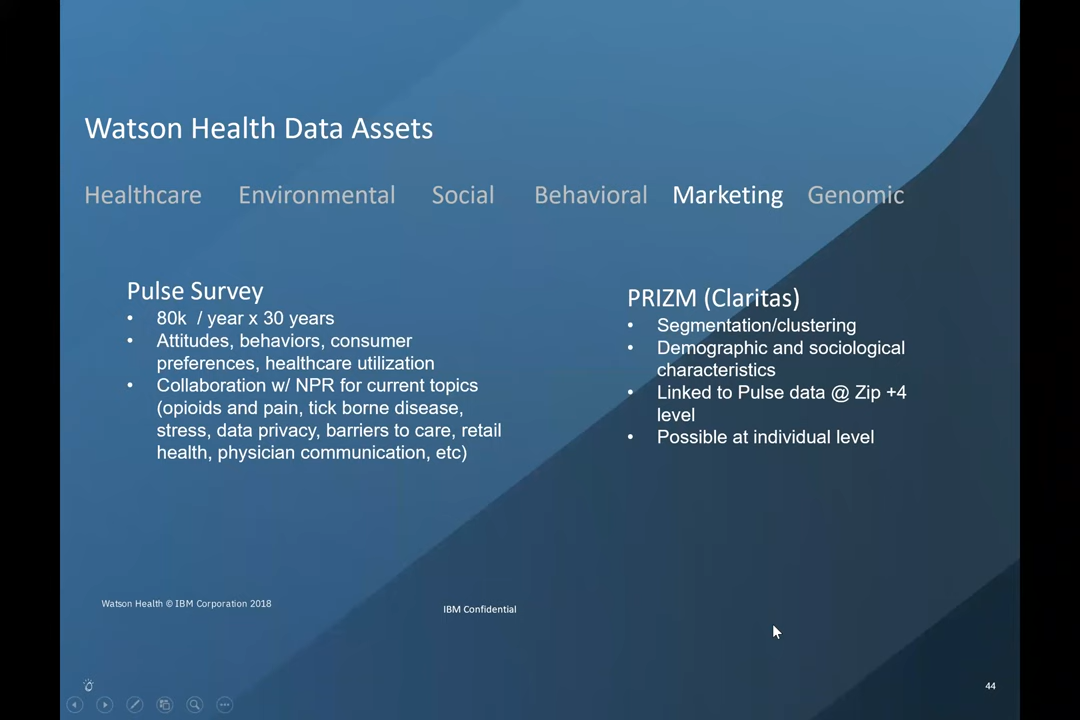 Watson Health Data Assets
Healthcare Environmental Social Behavioral Marketing Genomic
Pulse Survey
• 80k / year x 30 years
• Attitudes, behaviors, consumer
preferences, healthcare utilization
• Collaboration w/ NPR for current topics
(opioids and pain, tick borne disease,
stress, data privacy, barriers to care, retail
health, physician communication, etc)
PRIZM (Claritas)
• Segmentation/clustering
• Demographic and sociological
characteristics
• Linked to Pulse data @ Zip +4
level
• Possible at individual level
Watson Health © IBM Corporation 2018
IBM Confidential
44